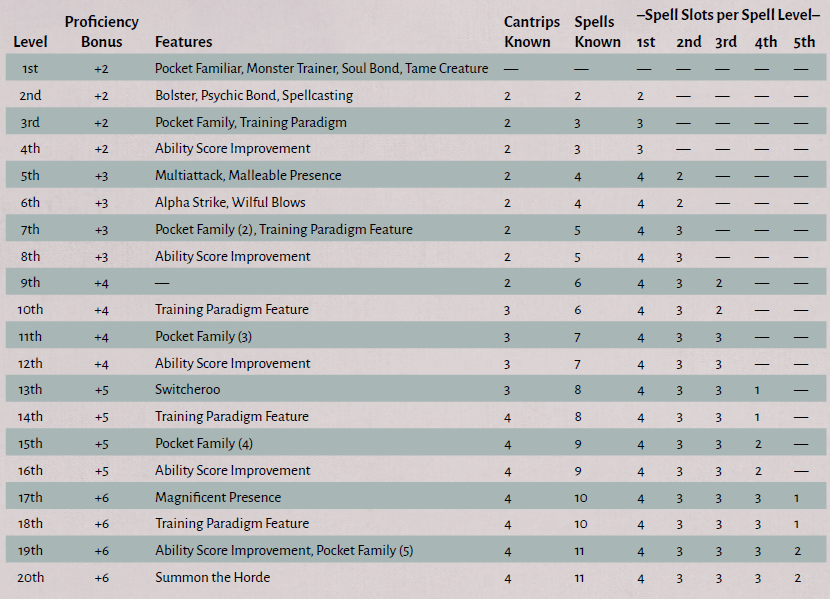 Proficiency Cantrips Spells –Spell Slots per Spell Level–
Level Bonus Features Known Known 1st 2nd 3rd 4th 5th
1st +2 Pocket Familiar, Monster Trainer, Soul Bond, Tame Creature — — — — — — —
2nd +2 Bolster, Psychic Bond, Spellcasting 2 2 2 — — — —
3rd +2 Pocket Family, Training Paradigm 2 3 3 — — — —
4th +2 Ability Score Improvement 2 3 3 — — — —
5th +3 Multiattack, Malleable Presence 2 4 4 2 — — —
6th +3 Alpha Strike, Wilful Blows 2 4 4 2 — — —
7th +3 Pocket Family (2), Training Paradigm Feature 2 5 4 3 — — —
8th +3 Ability Score Improvement 2 5 4 3 — — —
9th +4 — 2 6 4 3 2 — —
10th +4 Training Paradigm Feature 3 6 4 3 2 — —
11th +4 Pocket Family (3) 3 7 4 3 3 — —
12th +4 Ability Score Improvement 3 7 4 3 3 — —
13th +5 Switcheroo 3 8 4 3 3 1 —
14th +5 Training Paradigm Feature 4 8 4 3 3 1 —
15th +5 Pocket Family (4) 4 9 4 3 3 2 —
16th +5 Ability Score Improvement 4 9 4 3 3 2 —
17th +6 Magnificent Presence 4 10 4 3 3 3 1
18th +6 Training Paradigm Feature 4 10 4 3 3 3 1
19th +6 Ability Score Improvement, Pocket Family (5) 4 11 4 3 3 3 2
20th +6 Summon the Horde 4 11 4 3 3 3 2